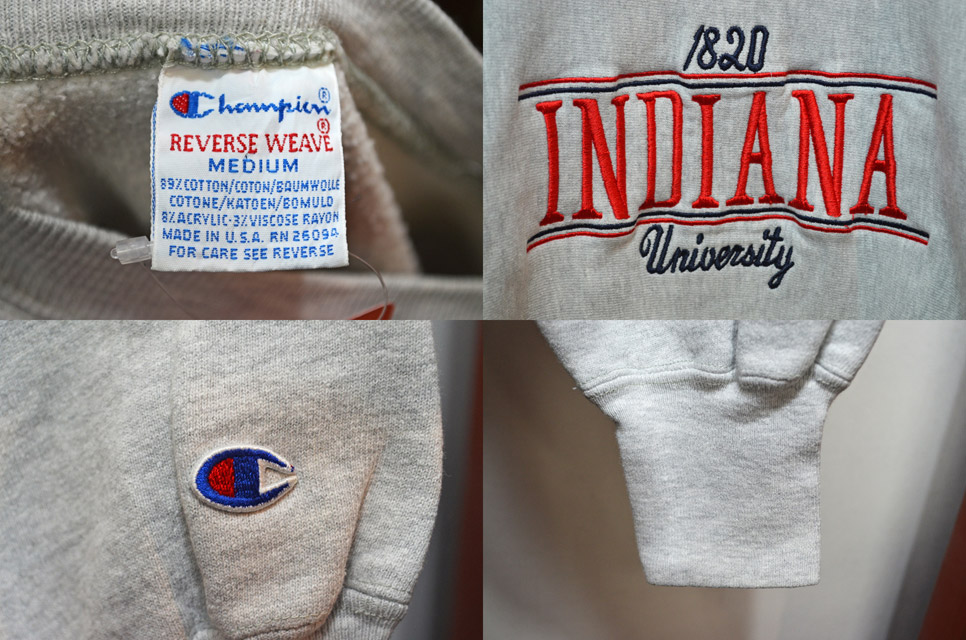 Champion®
REVERSE WEAVE®
MEDIUM
89% COTTON/COTON/BAUMWOLLE
COTONE/KATOEN/BOMULD
8% ACRYLIC-3% VISCOSE RAYON
MADE IN U.S.A. RN 26094
FOR CARE SEE REVERSE
1820
INDIANA
University